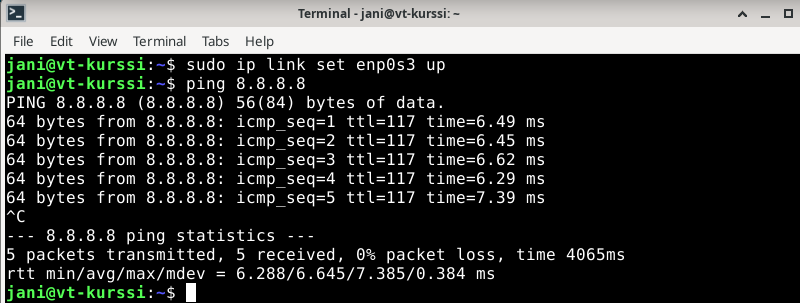 Terminal - jani@vt-kurssi: ~
File Edit View Terminal Tabs Help
jani@vt-kurssi:~$ sudo ip link set enp0s3 up
jani@vt-kurssi:~$ ping 8.8.8.8
PING 8.8.8.8 (8.8.8.8) 56(84) bytes of data.
64 bytes from 8.8.8.8: icmp_seq=1 ttl=117 time=6.49 ms
64 bytes from 8.8.8.8: icmp_seq=2 ttl=117 time=6.45 ms
64 bytes from 8.8.8.8: icmp_seq=3 ttl=117 time=6.62 ms
64 bytes from 8.8.8.8: icmp_seq=4 ttl=117 time=6.29 ms
64 bytes from 8.8.8.8: icmp_seq=5 ttl=117 time=7.39 ms
^C
--- 8.8.8.8 ping statistics ---
5 packets transmitted, 5 received, 0% packet loss, time 4065ms
rtt min/avg/max/mdev = 6.288/6.645/7.385/0.384 ms
jani@vt-kurssi:~$